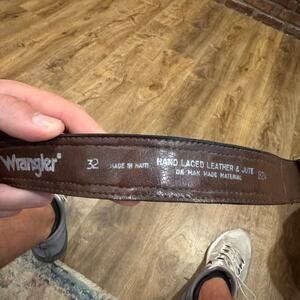 Wrangler®
32
MADE IN HAITI
HAND LACED LEATHER & JUTE
OR MAN MADE MATERIAL